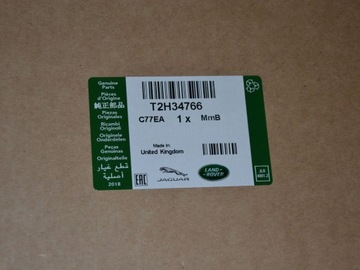 Genuine
Parts
Pièces
d'Origine
純正部品
Piezas
Originales
Ricambi
Originali
Originele
Onderdelen
Peças
Genuínas
Originalteile
قطع غيار
أصلية
2018
T2H34766
C77EA 1 x MmB
Made in:
United Kingdom
EAC
JAGUAR
LAND-
ROVER